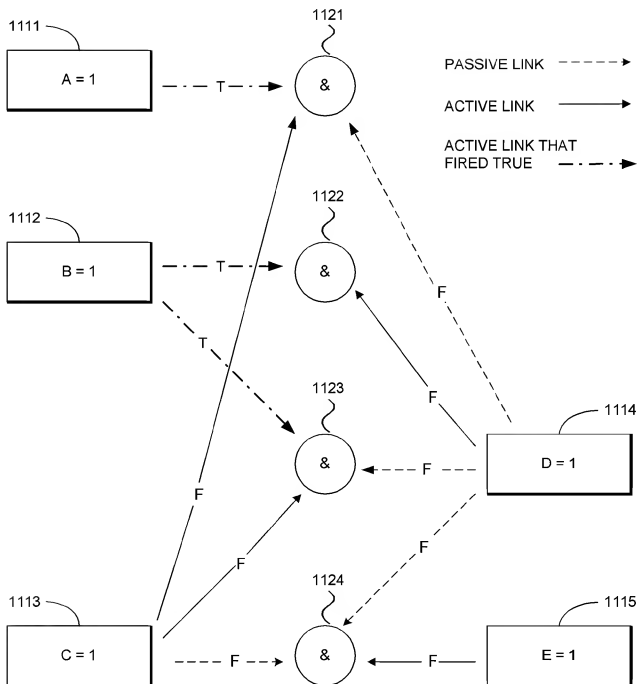 1111
A = 1
T
1121
&
PASSIVE LINK
ACTIVE LINK
ACTIVE LINK THAT
FIRED TRUE
1112
B = 1
T
1122
&
T
F
F
1123
&
F
1114
D = 1
F
F
F
1113
C = 1
F
1124
&
F
1115
E = 1